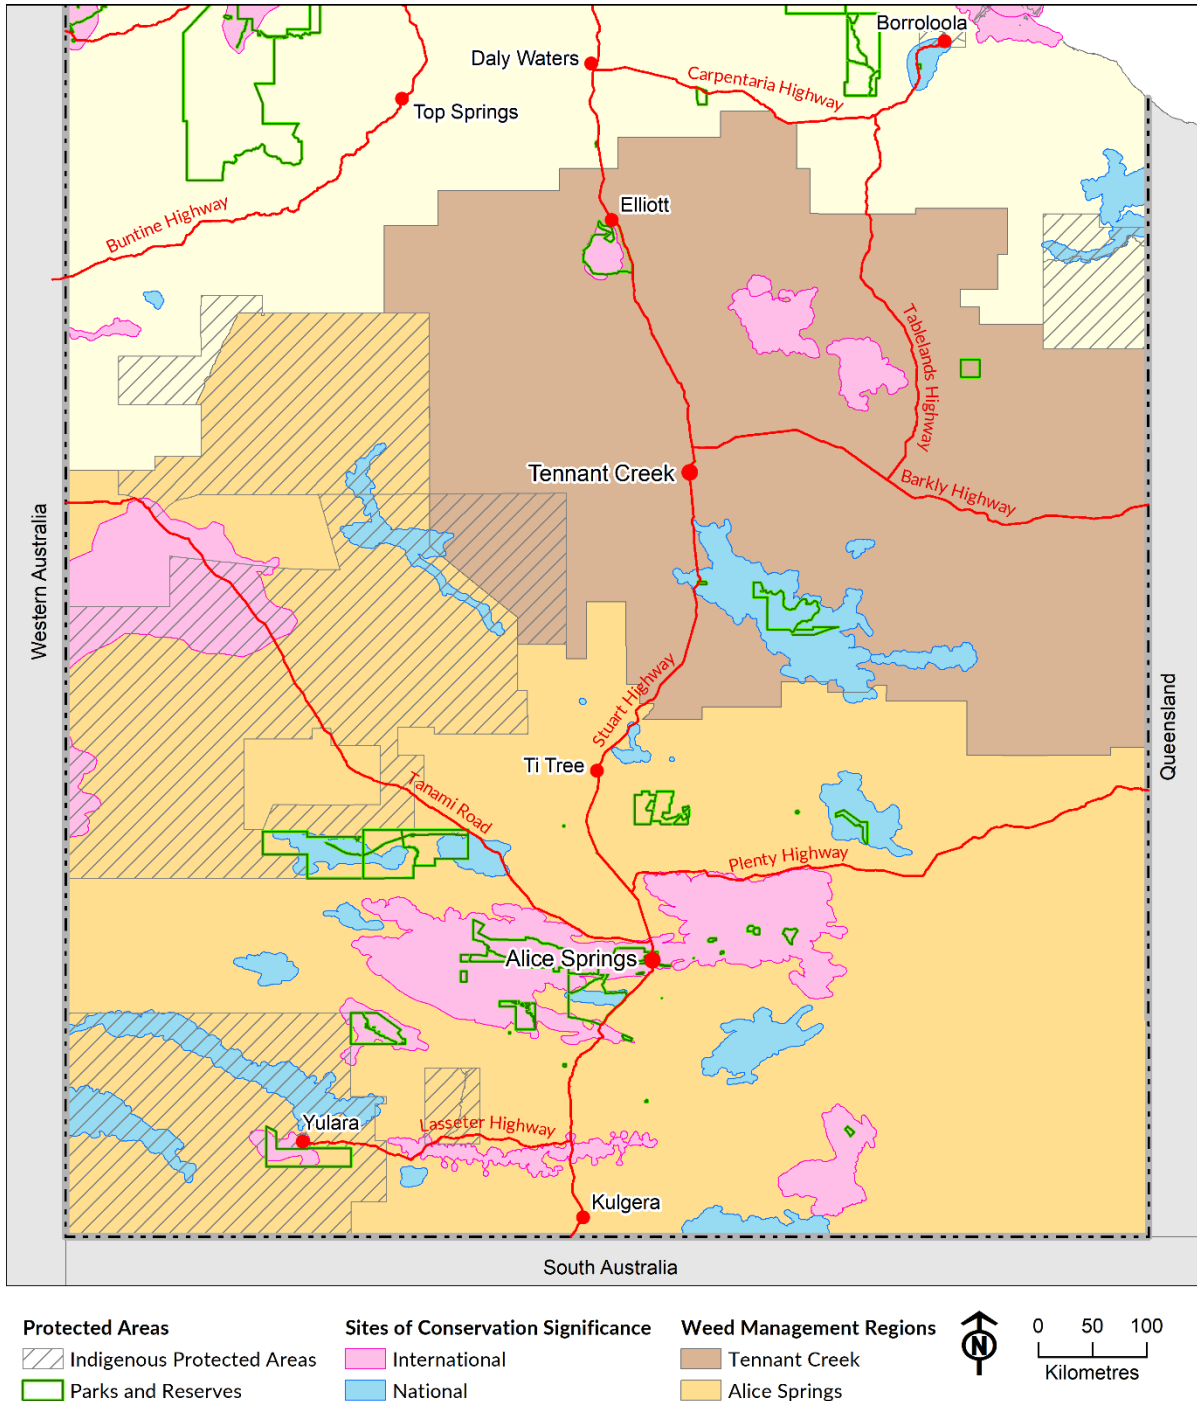 Borroloola
Daly Waters
Carpentaria Highway
Top Springs
Elliott
Buntine Highway
Tablelands Highway
Tennant Creek
Barkly Highway
Western Australia
Stuart Highway
Queensland
Ti Tree
Tanami Road
Plenty Highway
Alice Springs
Yulara
Lasseter Highway
Kulgera
South Australia
Protected Areas
Indigenous Protected Areas
Parks and Reserves
Sites of Conservation Significance
International
National
Weed Management Regions
Tennant Creek
Alice Springs
N
0 50 100
Kilometres